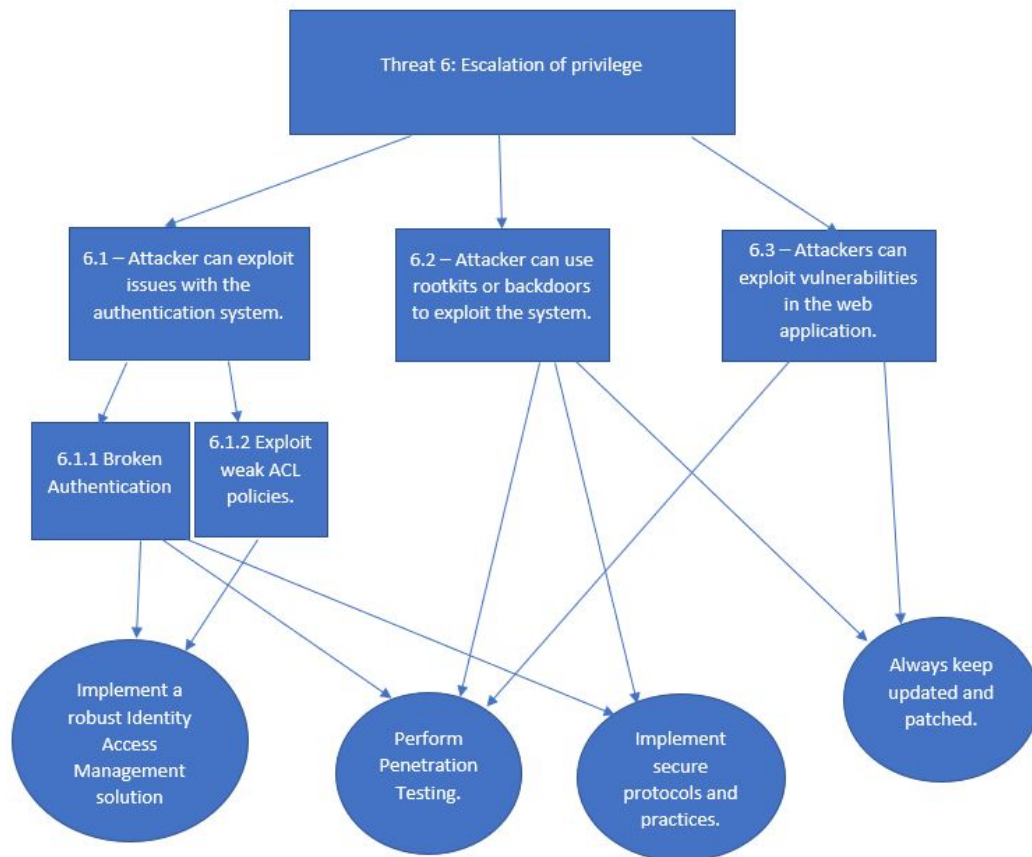 Threat 6: Escalation of privilege
6.1 – Attacker can exploit
issues with the
authentication system.
6.2 – Attacker can use
rootkits or backdoors
to exploit the system.
6.3 – Attackers can
exploit vulnerabilities
in the web
application.
6.1.1 Broken
Authentication
6.1.2 Exploit
weak ACL
policies.
Implement a
robust Identity
Access
Management
solution
Perform
Penetration
Testing.
Implement
secure
protocols and
practices.
Always keep
updated and
patched.